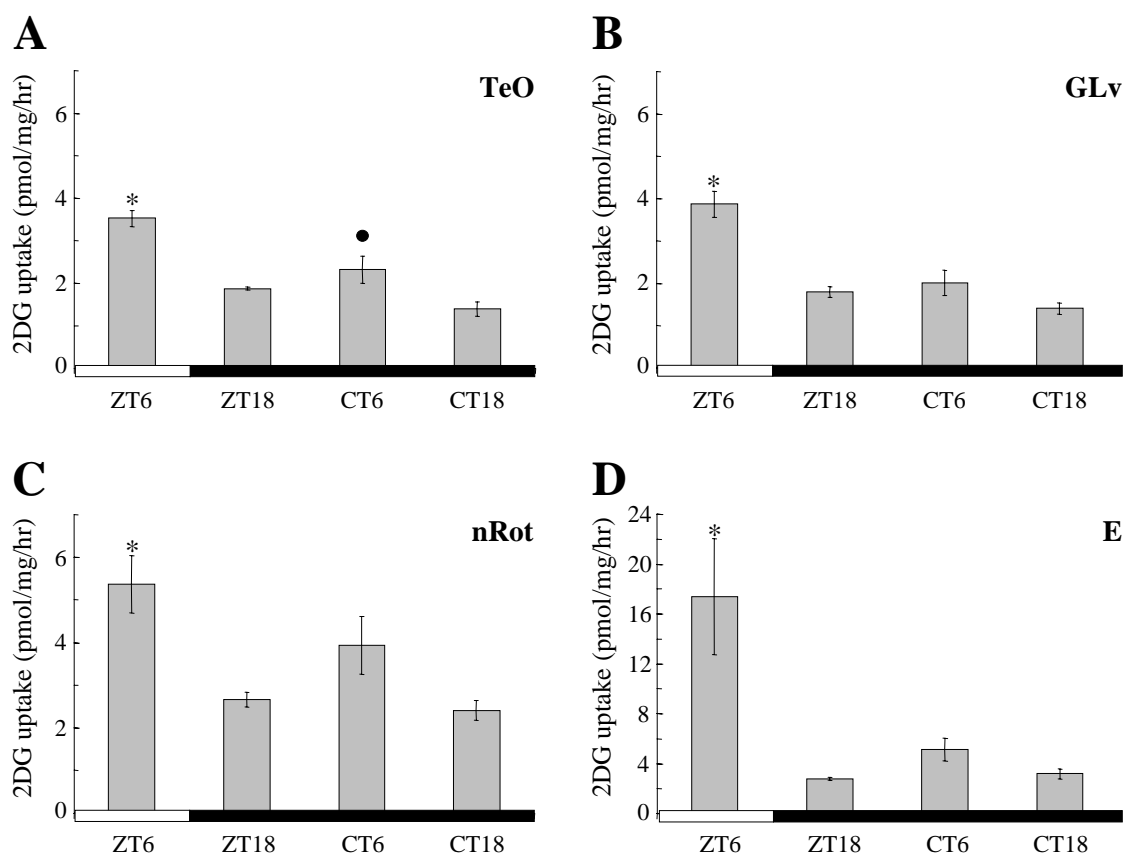 A
B
2DG uptake (pmol/mg/hr)
TeO
6
4
2
0
*
●
ZT6 ZT18 CT6 CT18
2DG uptake (pmol/mg/hr)
GLv
6
4
2
0
*
ZT6 ZT18 CT6 CT18
C
D
2DG uptake (pmol/mg/hr)
nRot
6
4
2
0
*
ZT6 ZT18 CT6 CT18
2DG uptake (pmol/mg/hr)
E
24
20
16
12
8
4
0
*
ZT6 ZT18 CT6 CT18